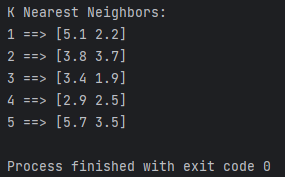 K Nearest Neighbors:
1 ==> [5.1 2.2]
2 ==> [3.8 3.7]
3 ==> [3.4 1.9]
4 ==> [2.9 2.5]
5 ==> [5.7 3.5]
Process finished with exit code 0